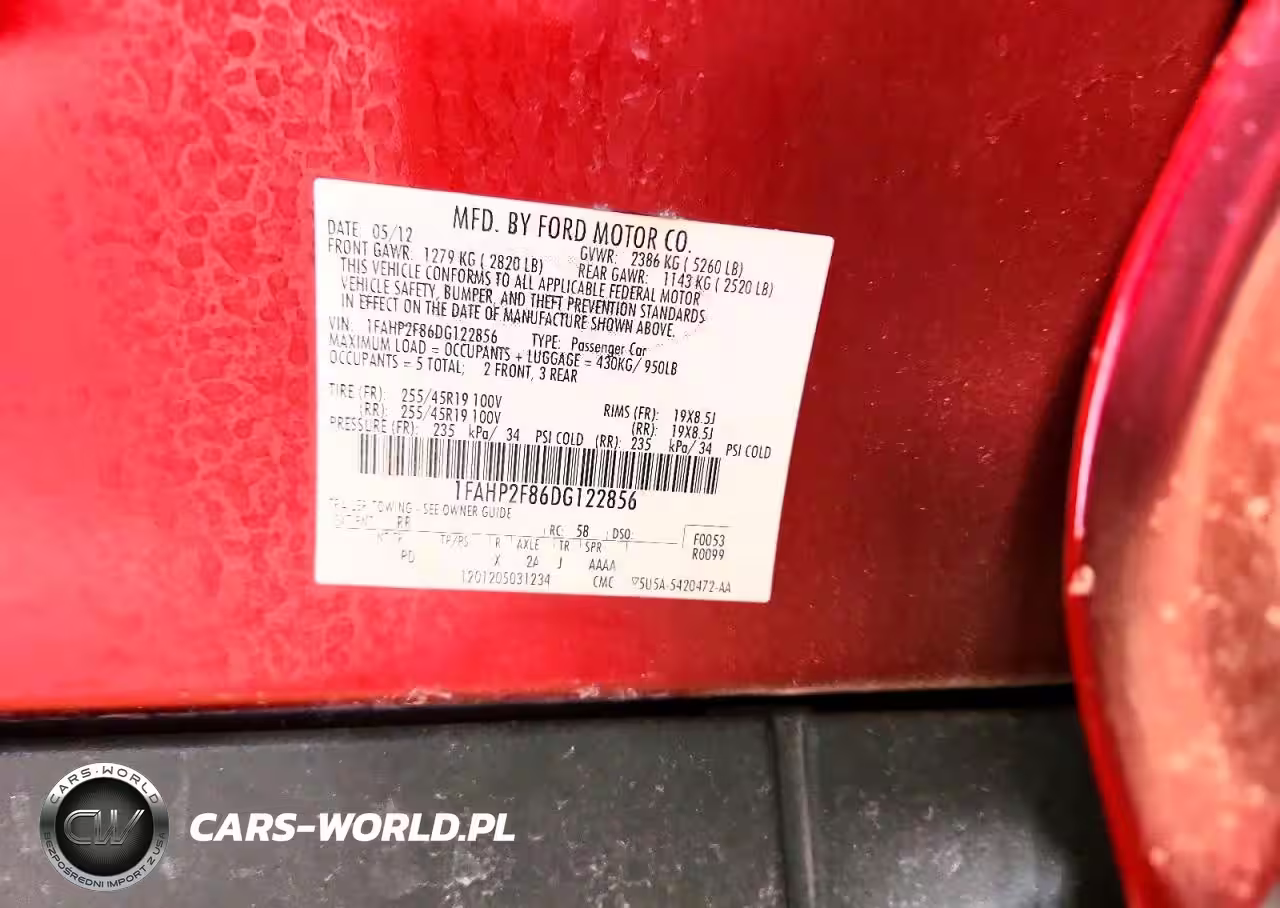 MFD. BY FORD MOTOR CO.
DATE: 05/12 GVWR: 2386 KG ( 5260 LB)
FRONT GAWR: 1279 KG ( 2820 LB) REAR GAWR: 1143 KG ( 2520 LB)
THIS VEHICLE CONFORMS TO ALL APPLICABLE FEDERAL MOTOR
VEHICLE SAFETY, BUMPER, AND THEFT PREVENTION STANDARDS
IN EFFECT ON THE DATE OF MANUFACTURE SHOWN ABOVE.
VIN: 1FAHP2F86DG122856 TYPE: Passenger Car
MAXIMUM LOAD = OCCUPANTS + LUGGAGE = 430KG/ 950LB
OCCUPANTS = 5 TOTAL; 2 FRONT, 3 REAR
TIRE (FR): 255/45R19 100V RIMS (FR): 19X8.5J
(RR): 255/45R19 100V (RR): 19X8.5J
PRESSURE (FR): 235 kPa/ 34 PSI COLD (RR): 235 kPa/ 34 PSI COLD
1FAHP2F86DG122856
TRAILER TOWING - SEE OWNER GUIDE
RR RC: 58 DSO: F0053
TP/PS R AXLE TR SPR R0099
PD X 2A J AAAA
1201205031234 CMC 5U5A-5420472-AA
CARS-WORLD
CW
BEZPOŚREDNI IMPORT Z USA
CARS-WORLD.PL